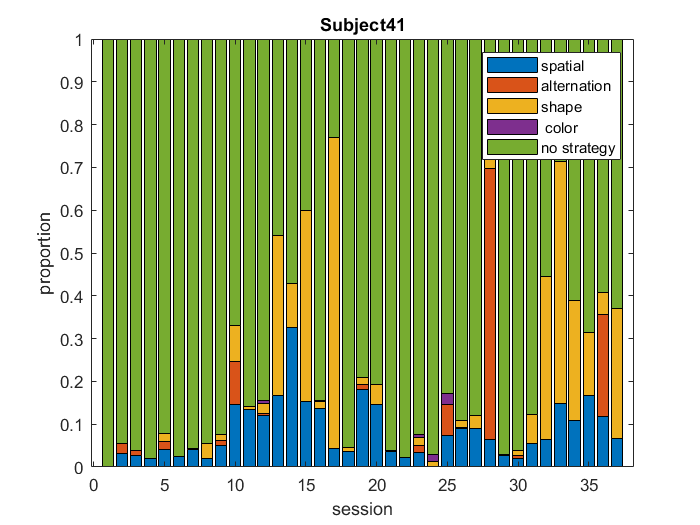 Subject41
1
0.9
0.8
0.7
0.6
0.5
0.4
0.3
0.2
0.1
0
proportion
spatial
alternation
shape
color
no strategy
0 5 10 15 20 25 30 35
session